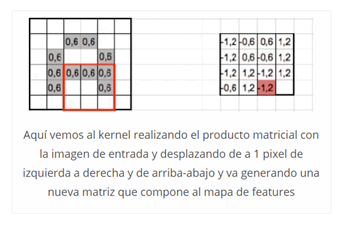 0,6 0,6
0,6 0,6
0,6 0,6 0,6 0,6
0,6 0,6
-1,2 -0,6 0,6 1,2
-1,2 0,6 -0,6 1,2
-1,2 1,2 -1,2 1,2
-0,6 1,2 -1,2
Aquí vemos al kernel realizando el producto matricial con
la imagen de entrada y desplazando de a 1 pixel de
izquierda a derecha y de arriba-abajo y va generando una
nueva matriz que compone al mapa de features